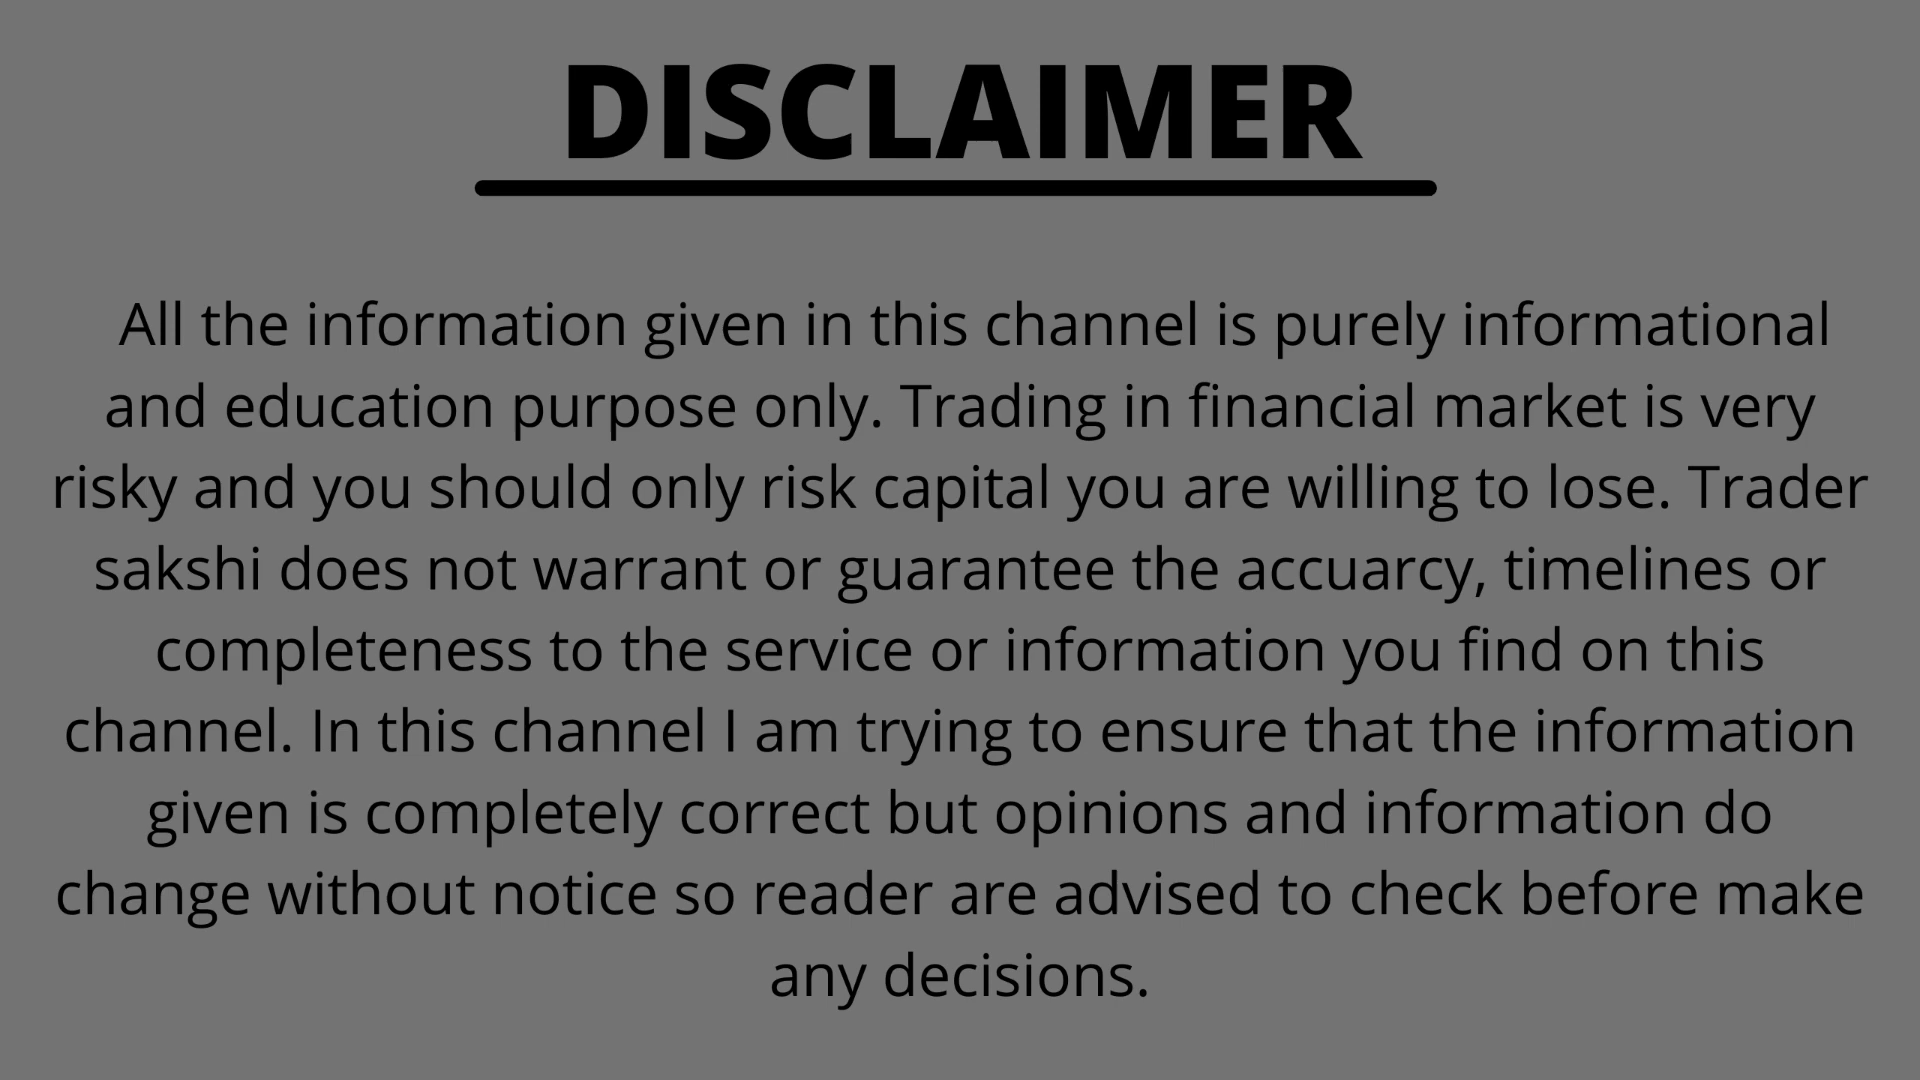 DISCLAIMER
All the information given in this channel is purely informational
and education purpose only. Trading in financial market is very
risky and you should only risk capital you are willing to lose. Trader
sakshi does not warrant or guarantee the accuarcy, timelines or
completeness to the service or information you find on this
channel. In this channel I am trying to ensure that the information
given is completely correct but opinions and information do
change without notice so reader are advised to check before make
any decisions.